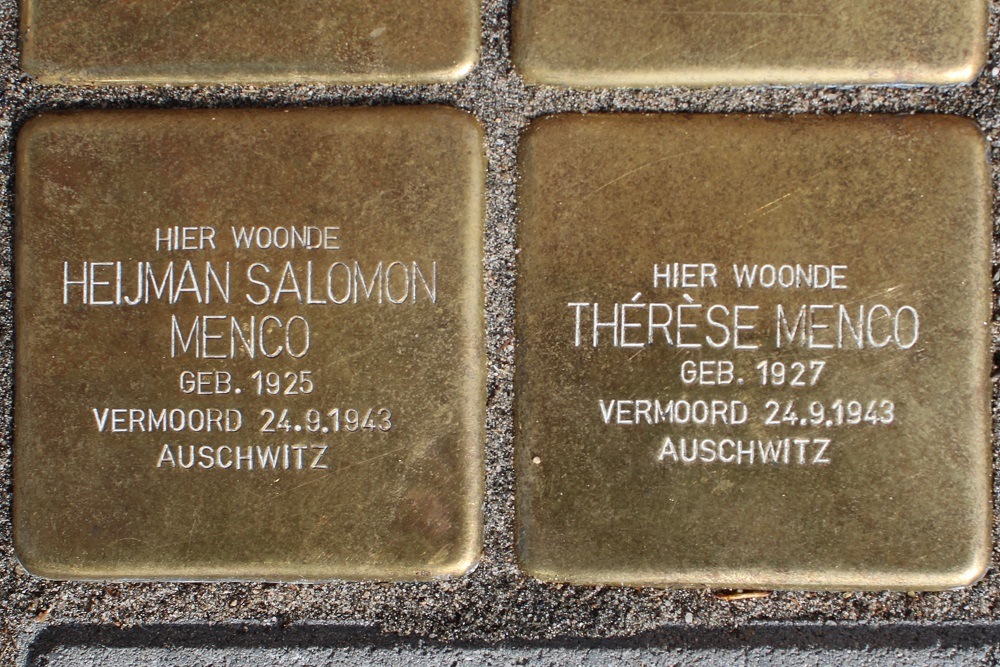 HIER WOONDE
HEIJMAN SALOMON
MENCO
GEB. 1925
VERMOORD 24.9.1943
AUSCHWITZ
HIER WOONDE
THÉRÈSE MENCO
GEB. 1927
VERMOORD 24.9.1943
AUSCHWITZ